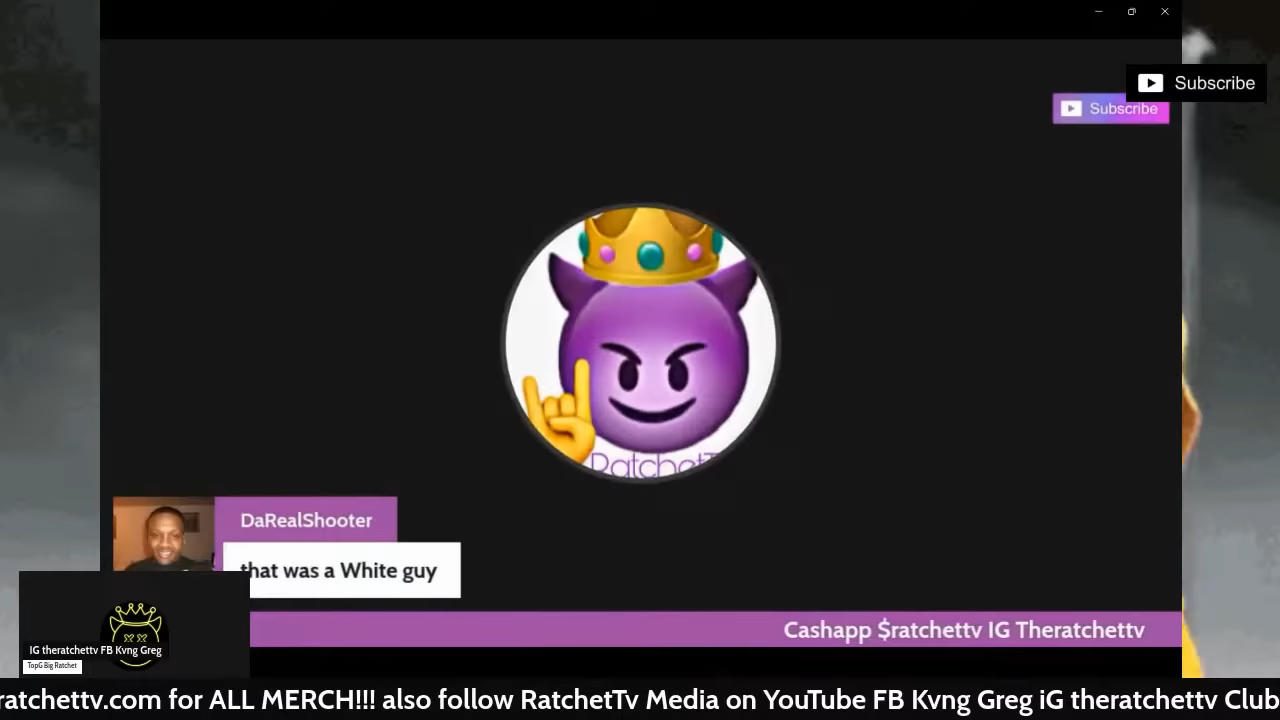 Subscribe
Subscribe
RatchetT
DaRealShooter
that was a White guy
IG theratchettv FB Kvng Greg
TopG Big Ratchet
Cashapp $ratchettv IG Theratchettv
ratchettv.com for ALL MERCH!!! also follow RatchetTv Media on YouTube FB Kvng Greg iG theratchettv Club